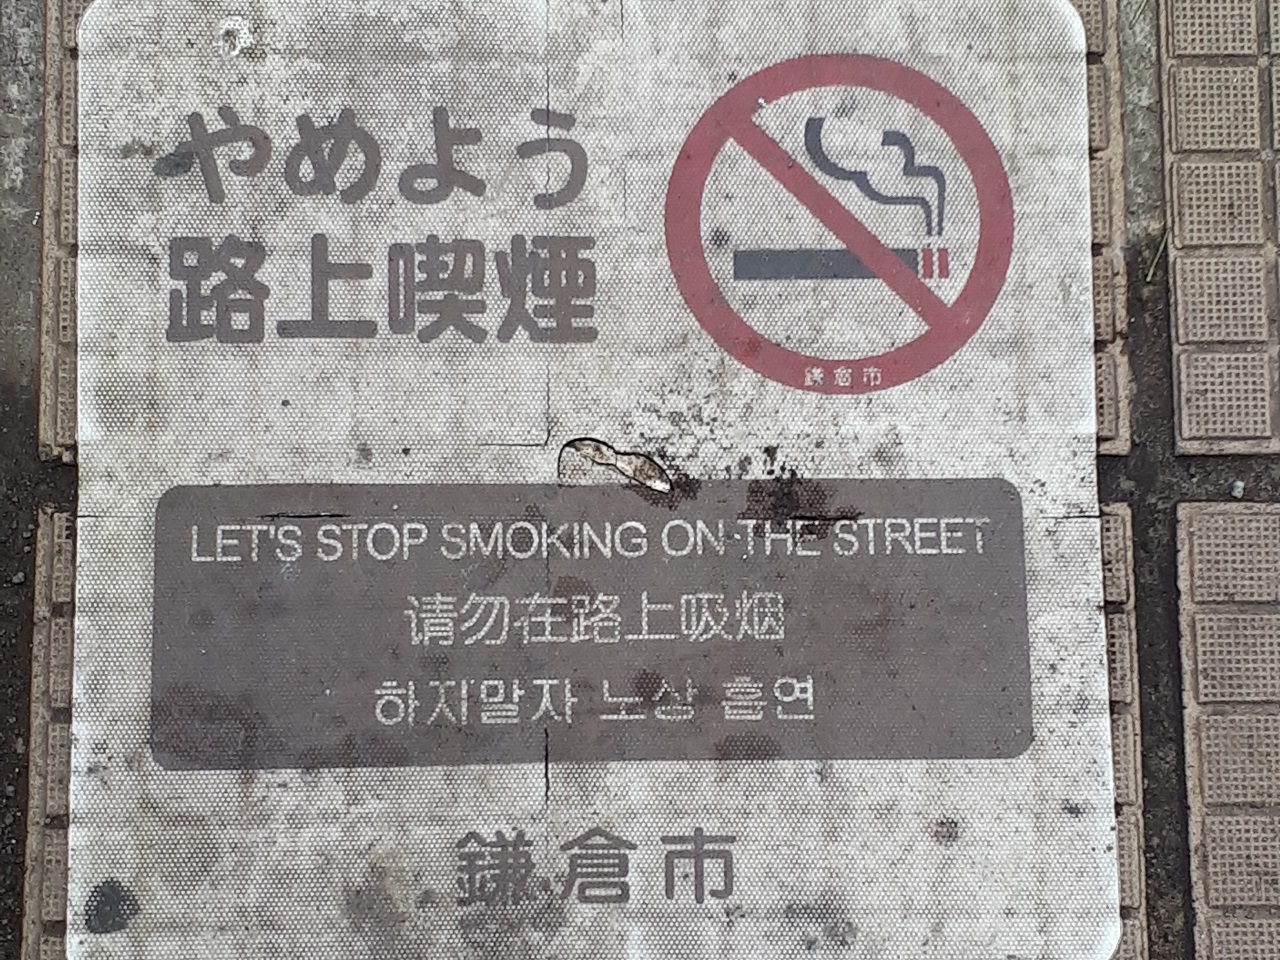 やめよう
路上喫煙
鎌倉市
LET'S STOP SMOKING ON THE STREET
请勿在路上吸烟
하지말자 노상 흡연
鎌倉市